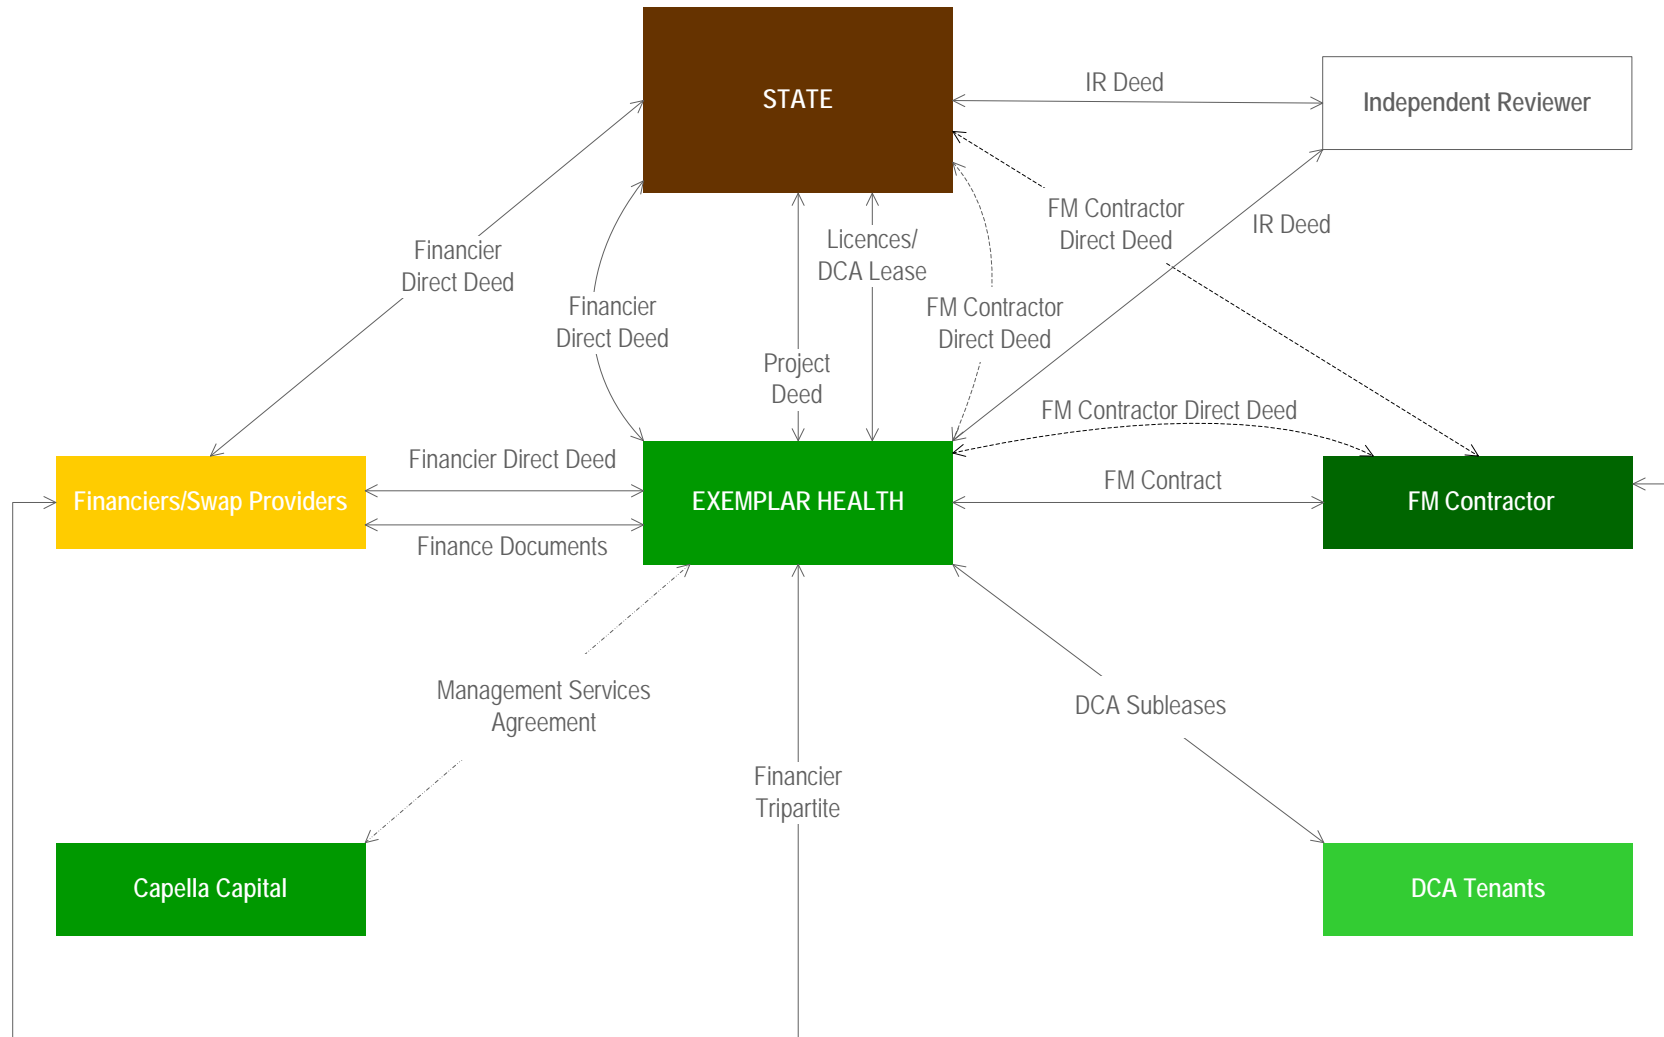 STATE
IR Deed
Independent Reviewer
FM Contractor
Direct Deed
IR Deed
Licences/
DCA Lease
Financier
Direct Deed
Financier
Direct Deed
FM Contractor
Direct Deed
Project
Deed
FM Contractor Direct Deed
Financier Direct Deed
FM Contract
Financiers/Swap Providers
EXEMPLAR HEALTH
FM Contractor
Finance Documents
Management Services
Agreement
DCA Subleases
Financier
Tripartite
Capella Capital
DCA Tenants